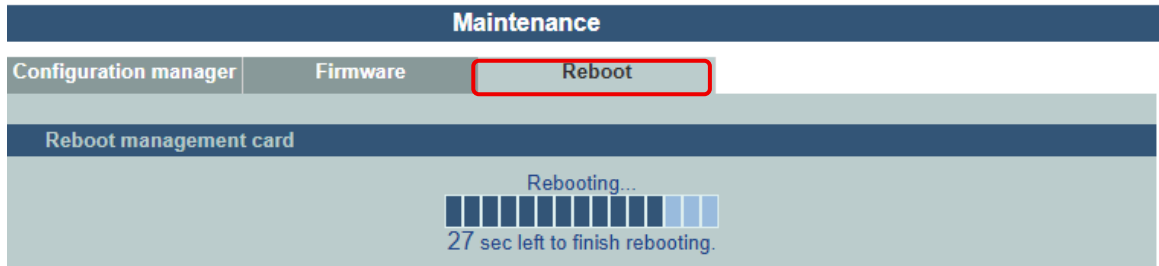 Maintenance
Configuration manager Firmware Reboot
Reboot management card
Rebooting...
27 sec left to finish rebooting.